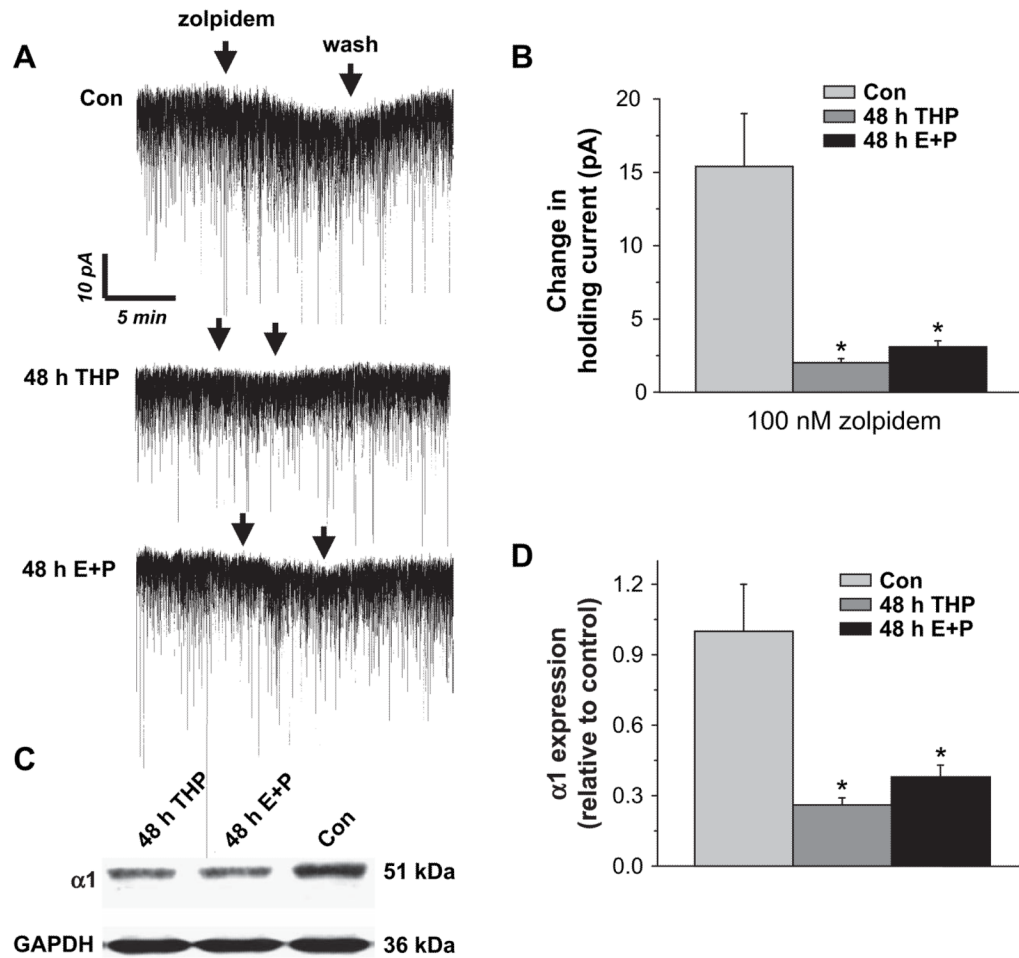 A
zolpidem
wash
Con
10 pA
5 min
48 h THP
48 h E+P
B
Change in
holding current (pA)
20
15
10
5
0
Con
48 h THP
48 h E+P
*
*
100 nM zolpidem
C
48 h THP
48 h E+P
Con
α1
51 kDa
GAPDH
36 kDa
D
α1 expression
(relative to control)
1.2
0.9
0.6
0.3
0.0
Con
48 h THP
48 h E+P
*
*